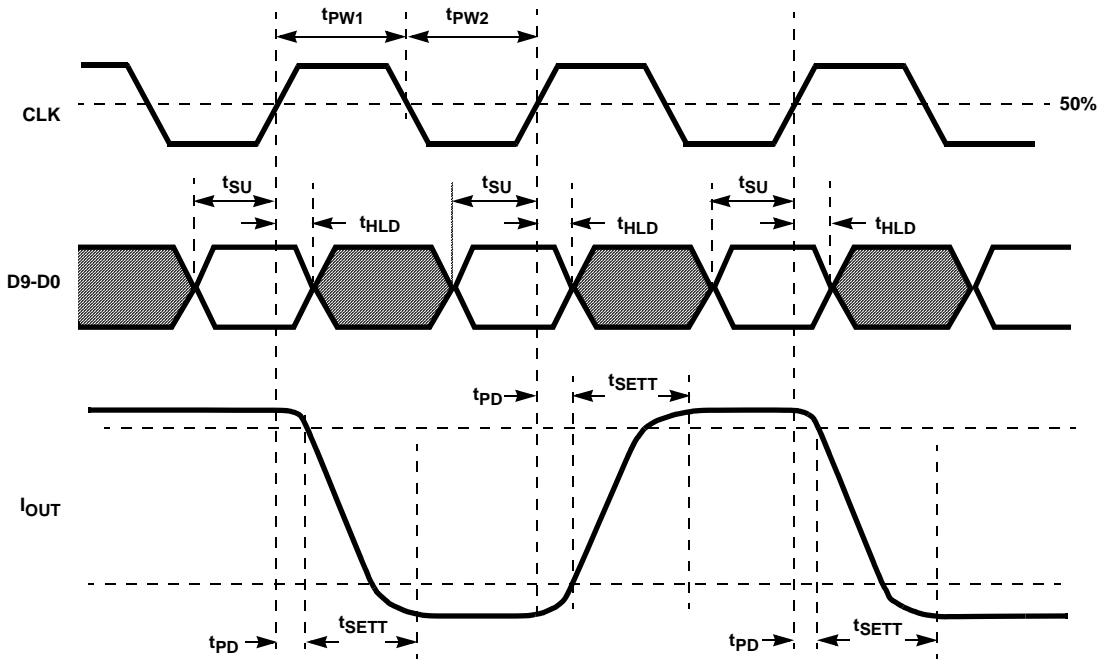 tPW1 tPW2
CLK
50%
tSU tSU tSU
tHLD tHLD tHLD
D9-D0
tPD tSETT
IOUT
tPD tSETT tPD tSETT